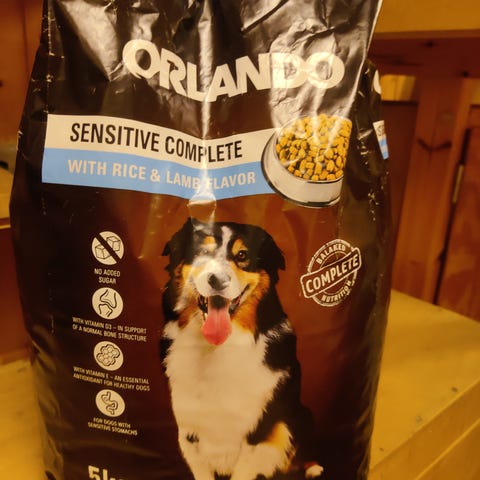 ORLANDO
SENSITIVE COMPLETE
WITH RICE & LAMB FLAVOR
NO ADDED
SUGAR
WITH VITAMIN D3 – IN SUPPORT
OF A NORMAL BONE STRUCTURE
WITH VITAMIN E – AN ESSENTIAL
ANTIOXIDANT FOR HEALTHY DOGS
FOR DOGS WITH
SENSITIVE STOMACHS
COMPLETE
NUTRITION